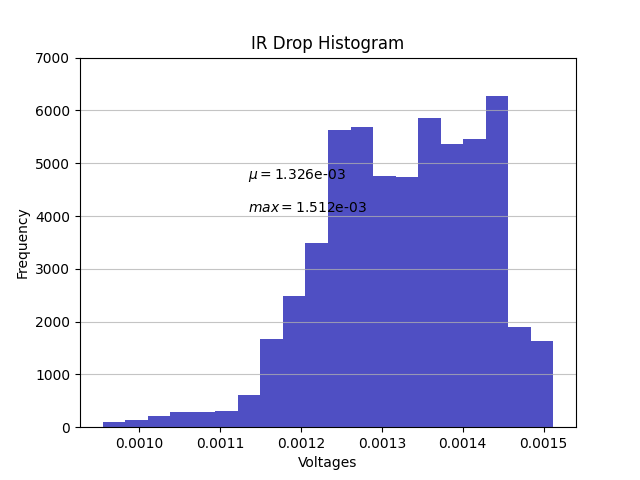 IR Drop Histogram
7000
6000
5000
4000
3000
2000
1000
0
Frequency
μ = 1.326e-03
max = 1.512e-03
0.0010 0.0011 0.0012 0.0013 0.0014 0.0015
Voltages